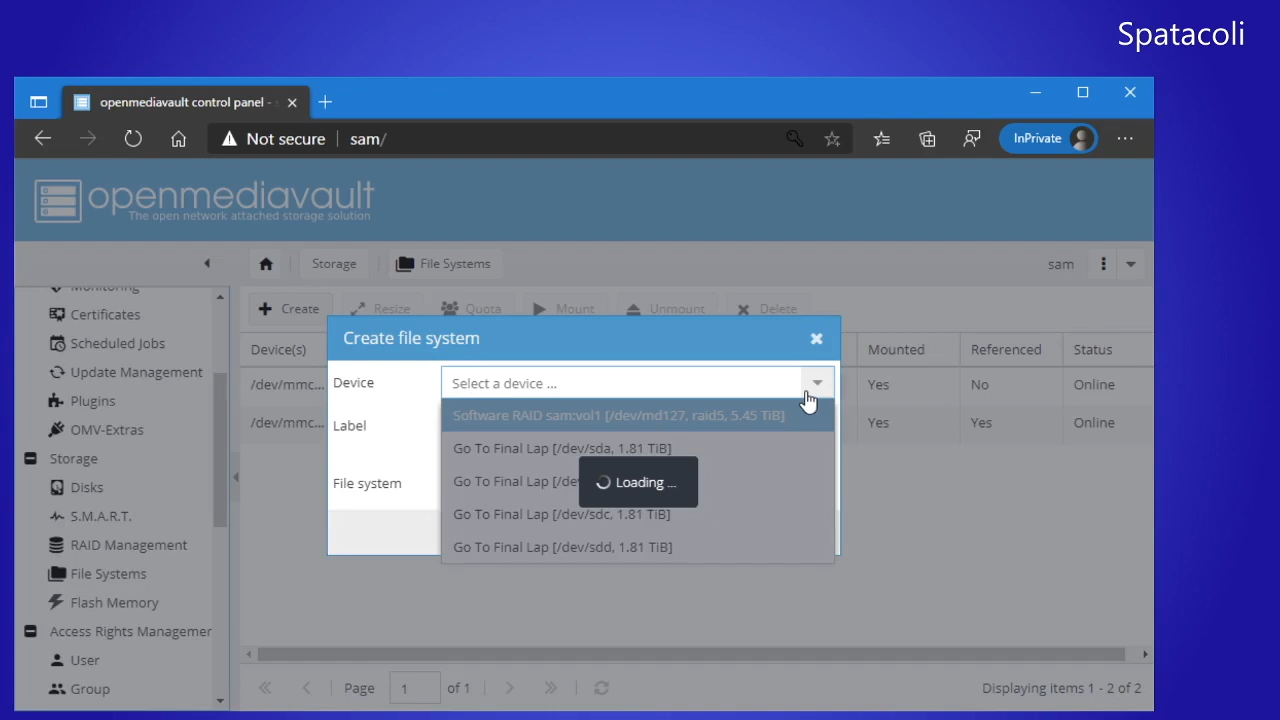 Spatacoli
openmediavault control panel -
Not secure sam/
InPrivate
openmediavault
The open network attached storage solution
Storage File Systems sam
Monitoring
Certificates
Scheduled Jobs
Update Management
Plugins
OMV-Extras
Storage
Disks
S.M.A.R.T.
RAID Management
File Systems
Flash Memory
Access Rights Managemer
User
Group
Create Resize Quota Mount Unmount Delete
Device(s) Mounted Referenced Status
/dev/mmc... Yes No Online
/dev/mmc... Yes Yes Online
Create file system
Device Select a device ...
Label
File system
Software RAID sam:vol1 [/dev/md127, raid5, 5.45 TiB]
Go To Final Lap [/dev/sda, 1.81 TiB]
Go To Final Lap [/de
Loading ...
Go To Final Lap [/dev/sdc, 1.81 TiB]
Go To Final Lap [/dev/sdd, 1.81 TiB]
Page 1 of 1 Displaying items 1 - 2 of 2